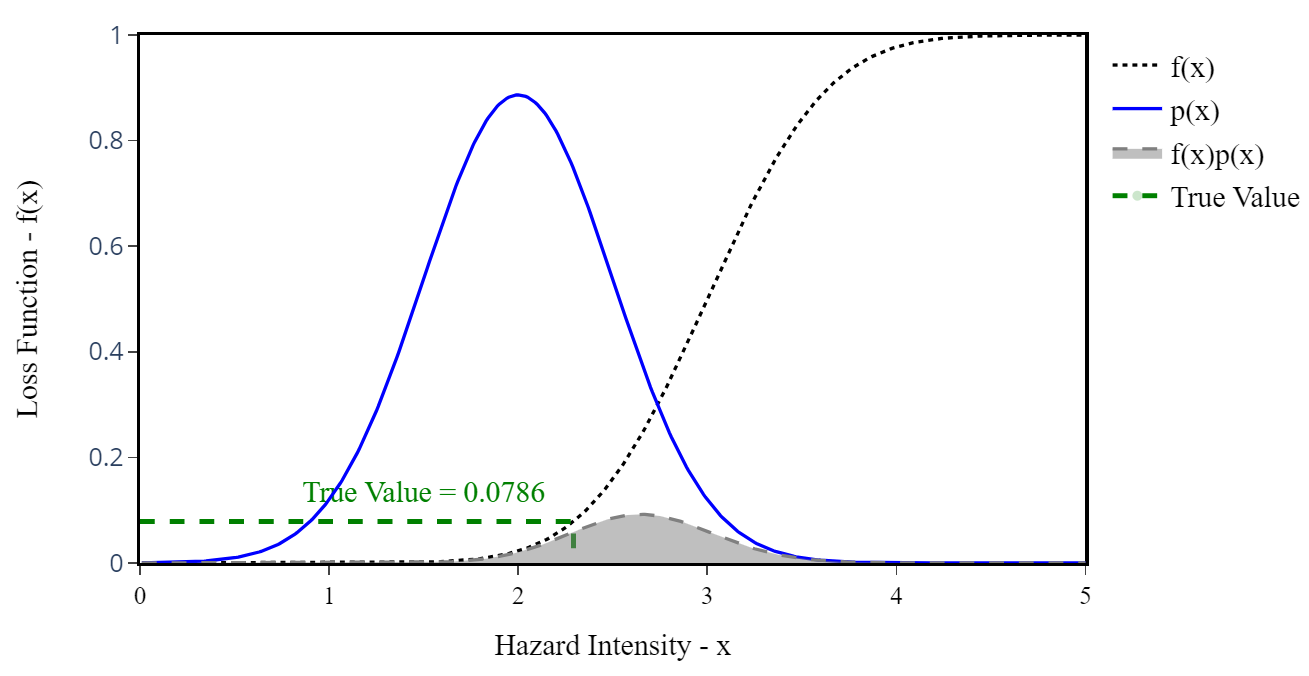 1
0.8
0.6
0.4
0.2
0
Loss Function - f(x)
True Value = 0.0786
0 1 2 3 4 5
Hazard Intensity - x
f(x)
p(x)
f(x)p(x)
True Value